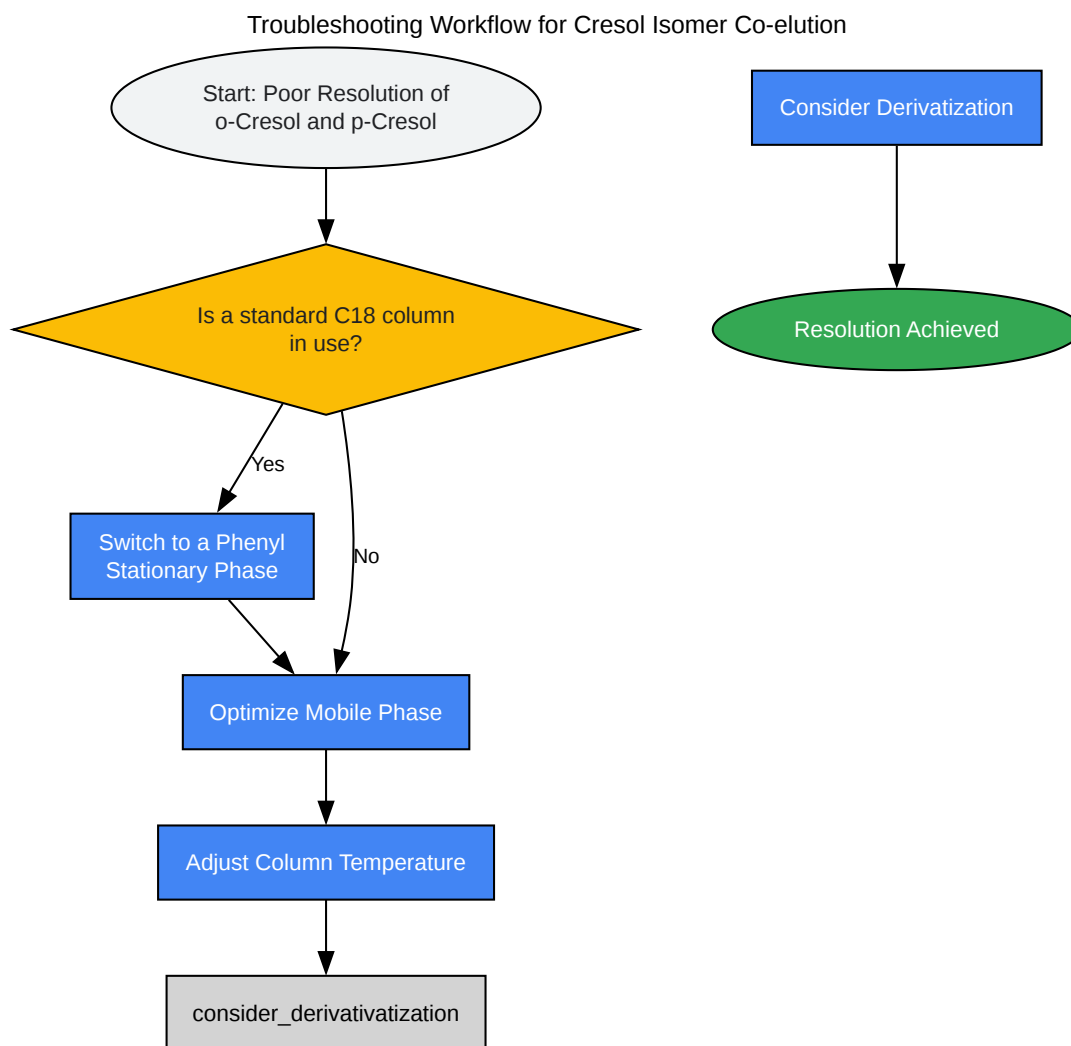 Troubleshooting Workflow for Cresol Isomer Co-elution
Start: Poor Resolution of
o-Cresol and p-Cresol
Is a standard C18 column
in use?
Yes
No
Switch to a Phenyl
Stationary Phase
Optimize Mobile Phase
Adjust Column Temperature
consider_derivativatization
Consider Derivatization
Resolution Achieved